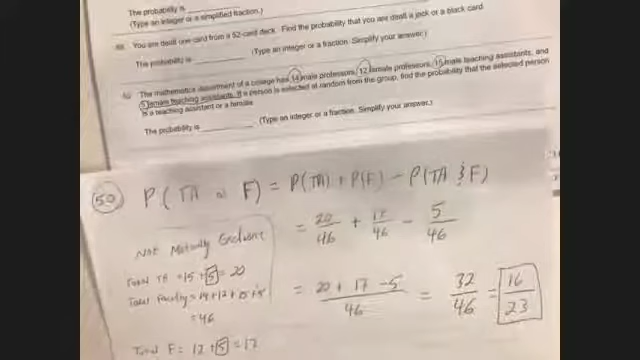 The probability is
(Type an integer or a simplified fraction.)
You are dealt one card from a 52-card deck. Find the probability that you are dealt a jack or a black card.
The probability is (Type an integer or a fraction. Simplify your answer.)
The mathematics department of a college has 14 male professors, 12 female professors, 15 male teaching assistants, and
5 female teaching assistants. If a person is selected at random from the group, find the probability that the selected person
is a teaching assistant or a female.
The probability is (Type an integer or a fraction. Simplify your answer.)
50 P(TA or F) = P(TA) + P(F) - P(TA & F)
= 20/46 + 17/46 - 5/46
Not Mutually Exclusive
Total TA = 15 + 5 = 20
= 20 + 17 - 5 / 46 = 32/46 = 16/23
Total Faculty = 14 + 12 + 15 + 5
= 46
Total F = 12 + 5 = 17